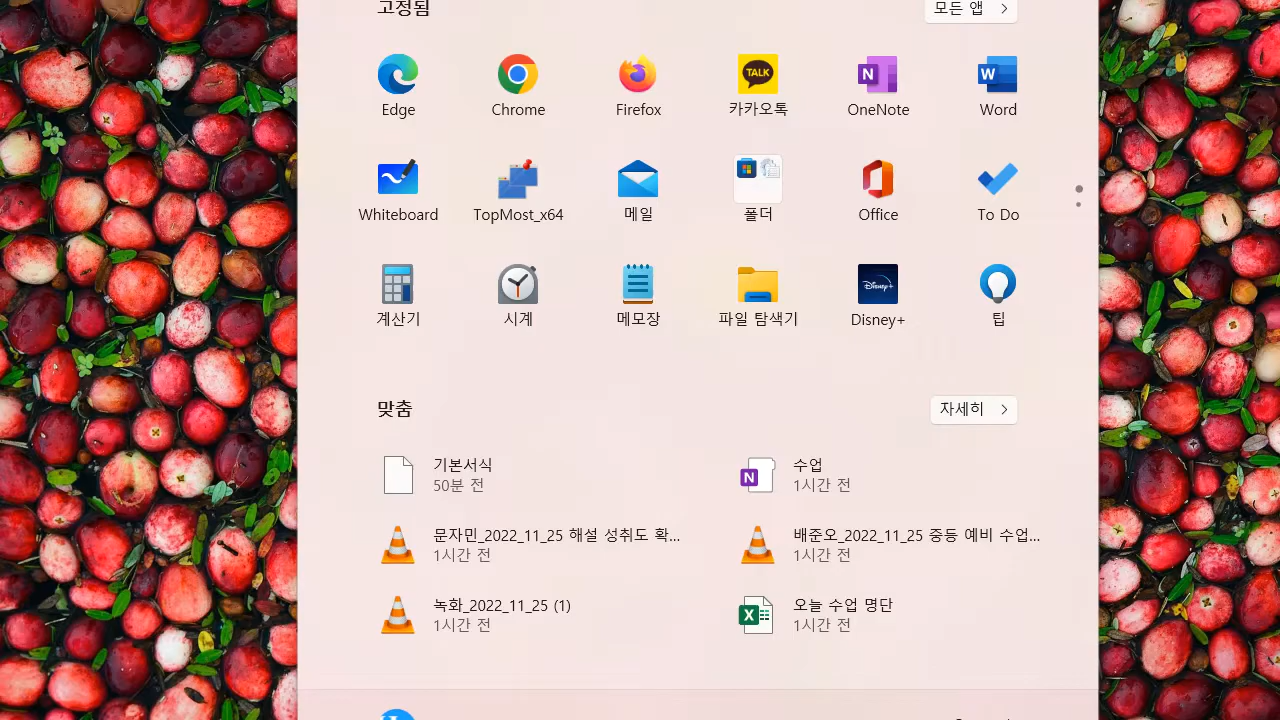 고정됨
모든 앱
Edge
Chrome
Firefox
TALK
카카오톡
N
OneNote
W
Word
Whiteboard
TopMost_x64
메일
폴더
Office
To Do
계산기
시계
메모장
파일 탐색기
Disney+
Disney+
팁
맞춤
자세히
기본서식
50분 전
N
수업
1시간 전
문자민_2022_11_25 해설 성취도 확...
1시간 전
배준오_2022_11_25 중등 예비 수업...
1시간 전
녹화_2022_11_25 (1)
1시간 전
X
오늘 수업 명단
1시간 전